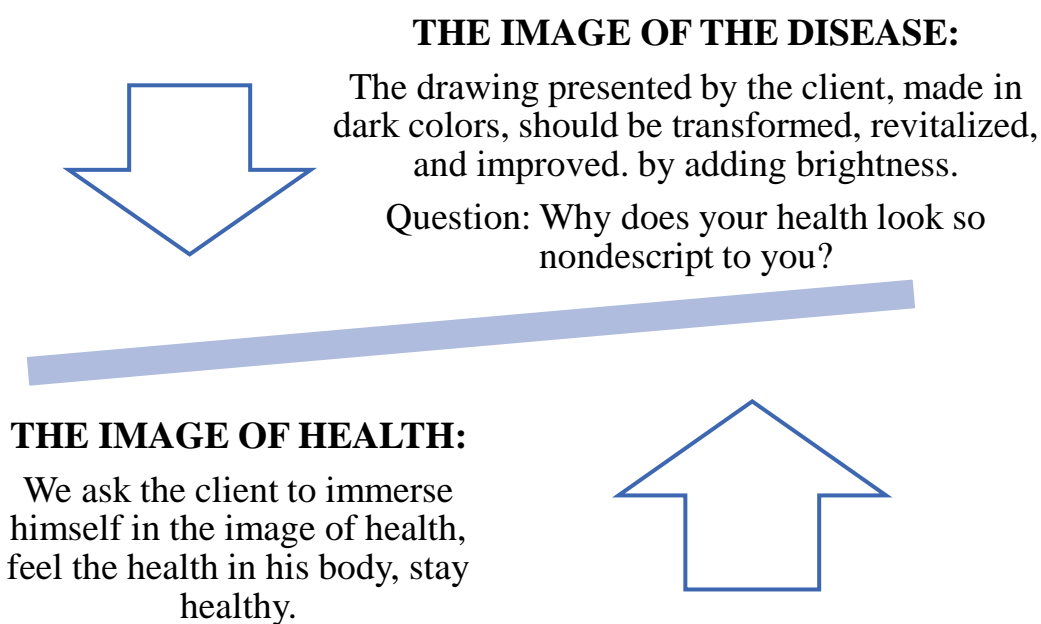 THE IMAGE OF THE DISEASE:
The drawing presented by the client, made in
dark colors, should be transformed, revitalized,
and improved. by adding brightness.
Question: Why does your health look so
nondescript to you?
THE IMAGE OF HEALTH:
We ask the client to immerse
himself in the image of health,
feel the health in his body, stay
healthy.